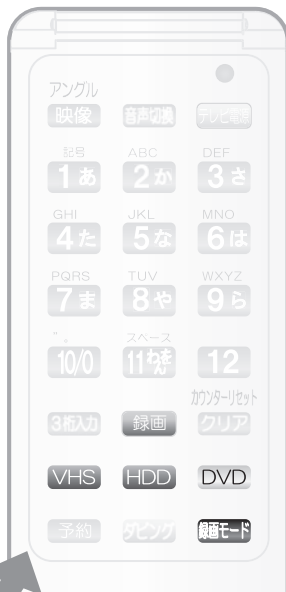 アングル
映像 音声切換 テレビ電源
記号 ABC DEF
1あ 2か 3さ
GHI JKL MNO
4た 5な 6は
PQRS TUV WXYZ
7ま 8や 9ら
"。 スペース
10/0 11わをん 12
カウンターリセット
3桁入力 録画 クリア
VHS HDD DVD
予約 ダビング 録画モード